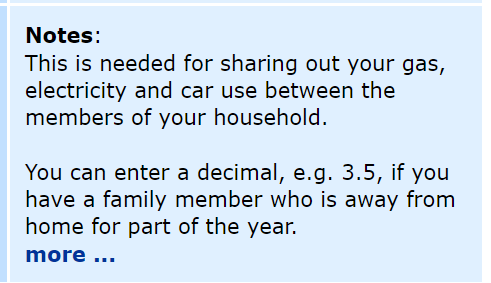 Notes:
This is needed for sharing out your gas,
electricity and car use between the
members of your household.
You can enter a decimal, e.g. 3.5, if you
have a family member who is away from
home for part of the year.
more ...